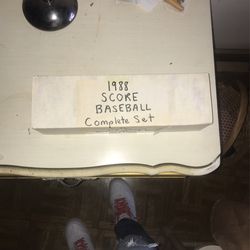 1988
SCORE
BASEBALL
Complete Set